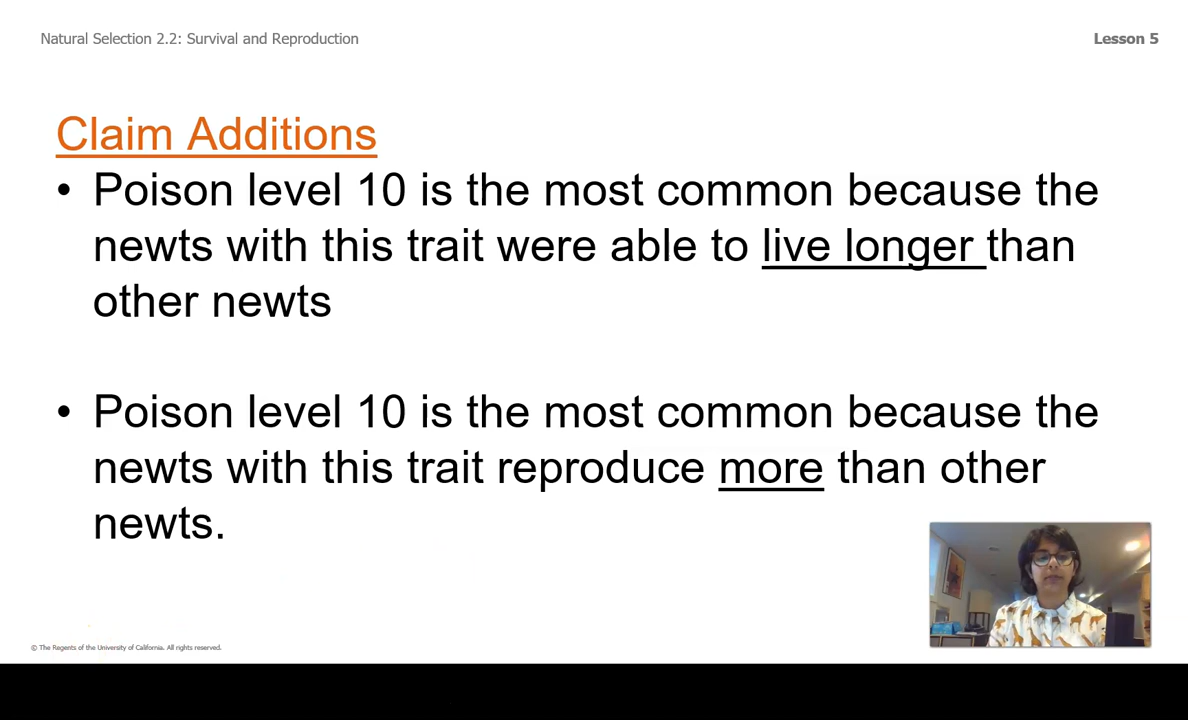 Natural Selection 2.2: Survival and Reproduction
Lesson 5
Claim Additions
• Poison level 10 is the most common because the
newts with this trait were able to live longer than
other newts
• Poison level 10 is the most common because the
newts with this trait reproduce more than other
newts.
© The Regents of the University of California. All rights reserved.